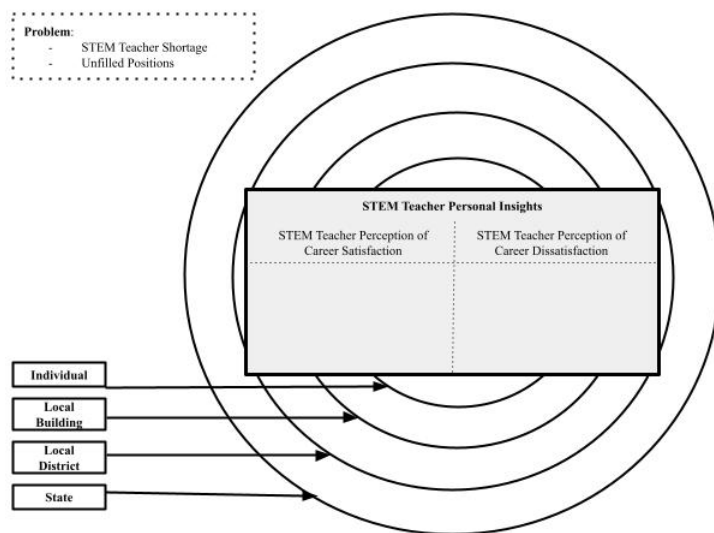 Problem:
- STEM Teacher Shortage
- Unfilled Positions
STEM Teacher Personal Insights
STEM Teacher Perception of
Career Satisfaction
STEM Teacher Perception of
Career Dissatisfaction
Individual
Local
Building
Local
District
State